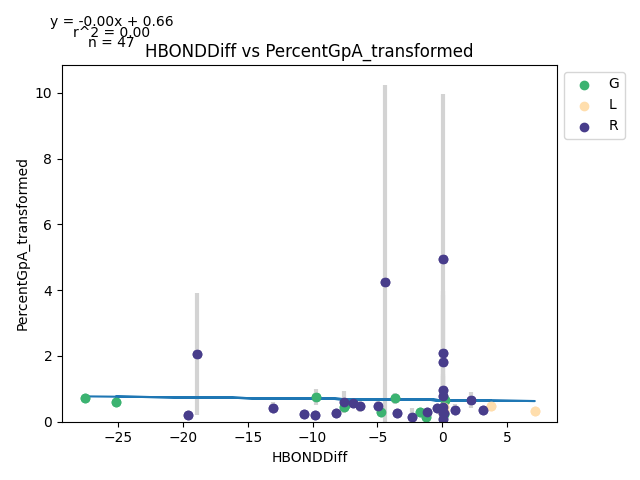 y = -0.00x + 0.66
r^2 = 0.00
n = 47
HBONDDiff vs PercentGpA_transformed
G
L
R
PercentGpA_transformed
10
8
6
4
2
0
−25
−20
−15
−10
−5
0
5
HBONDDiff